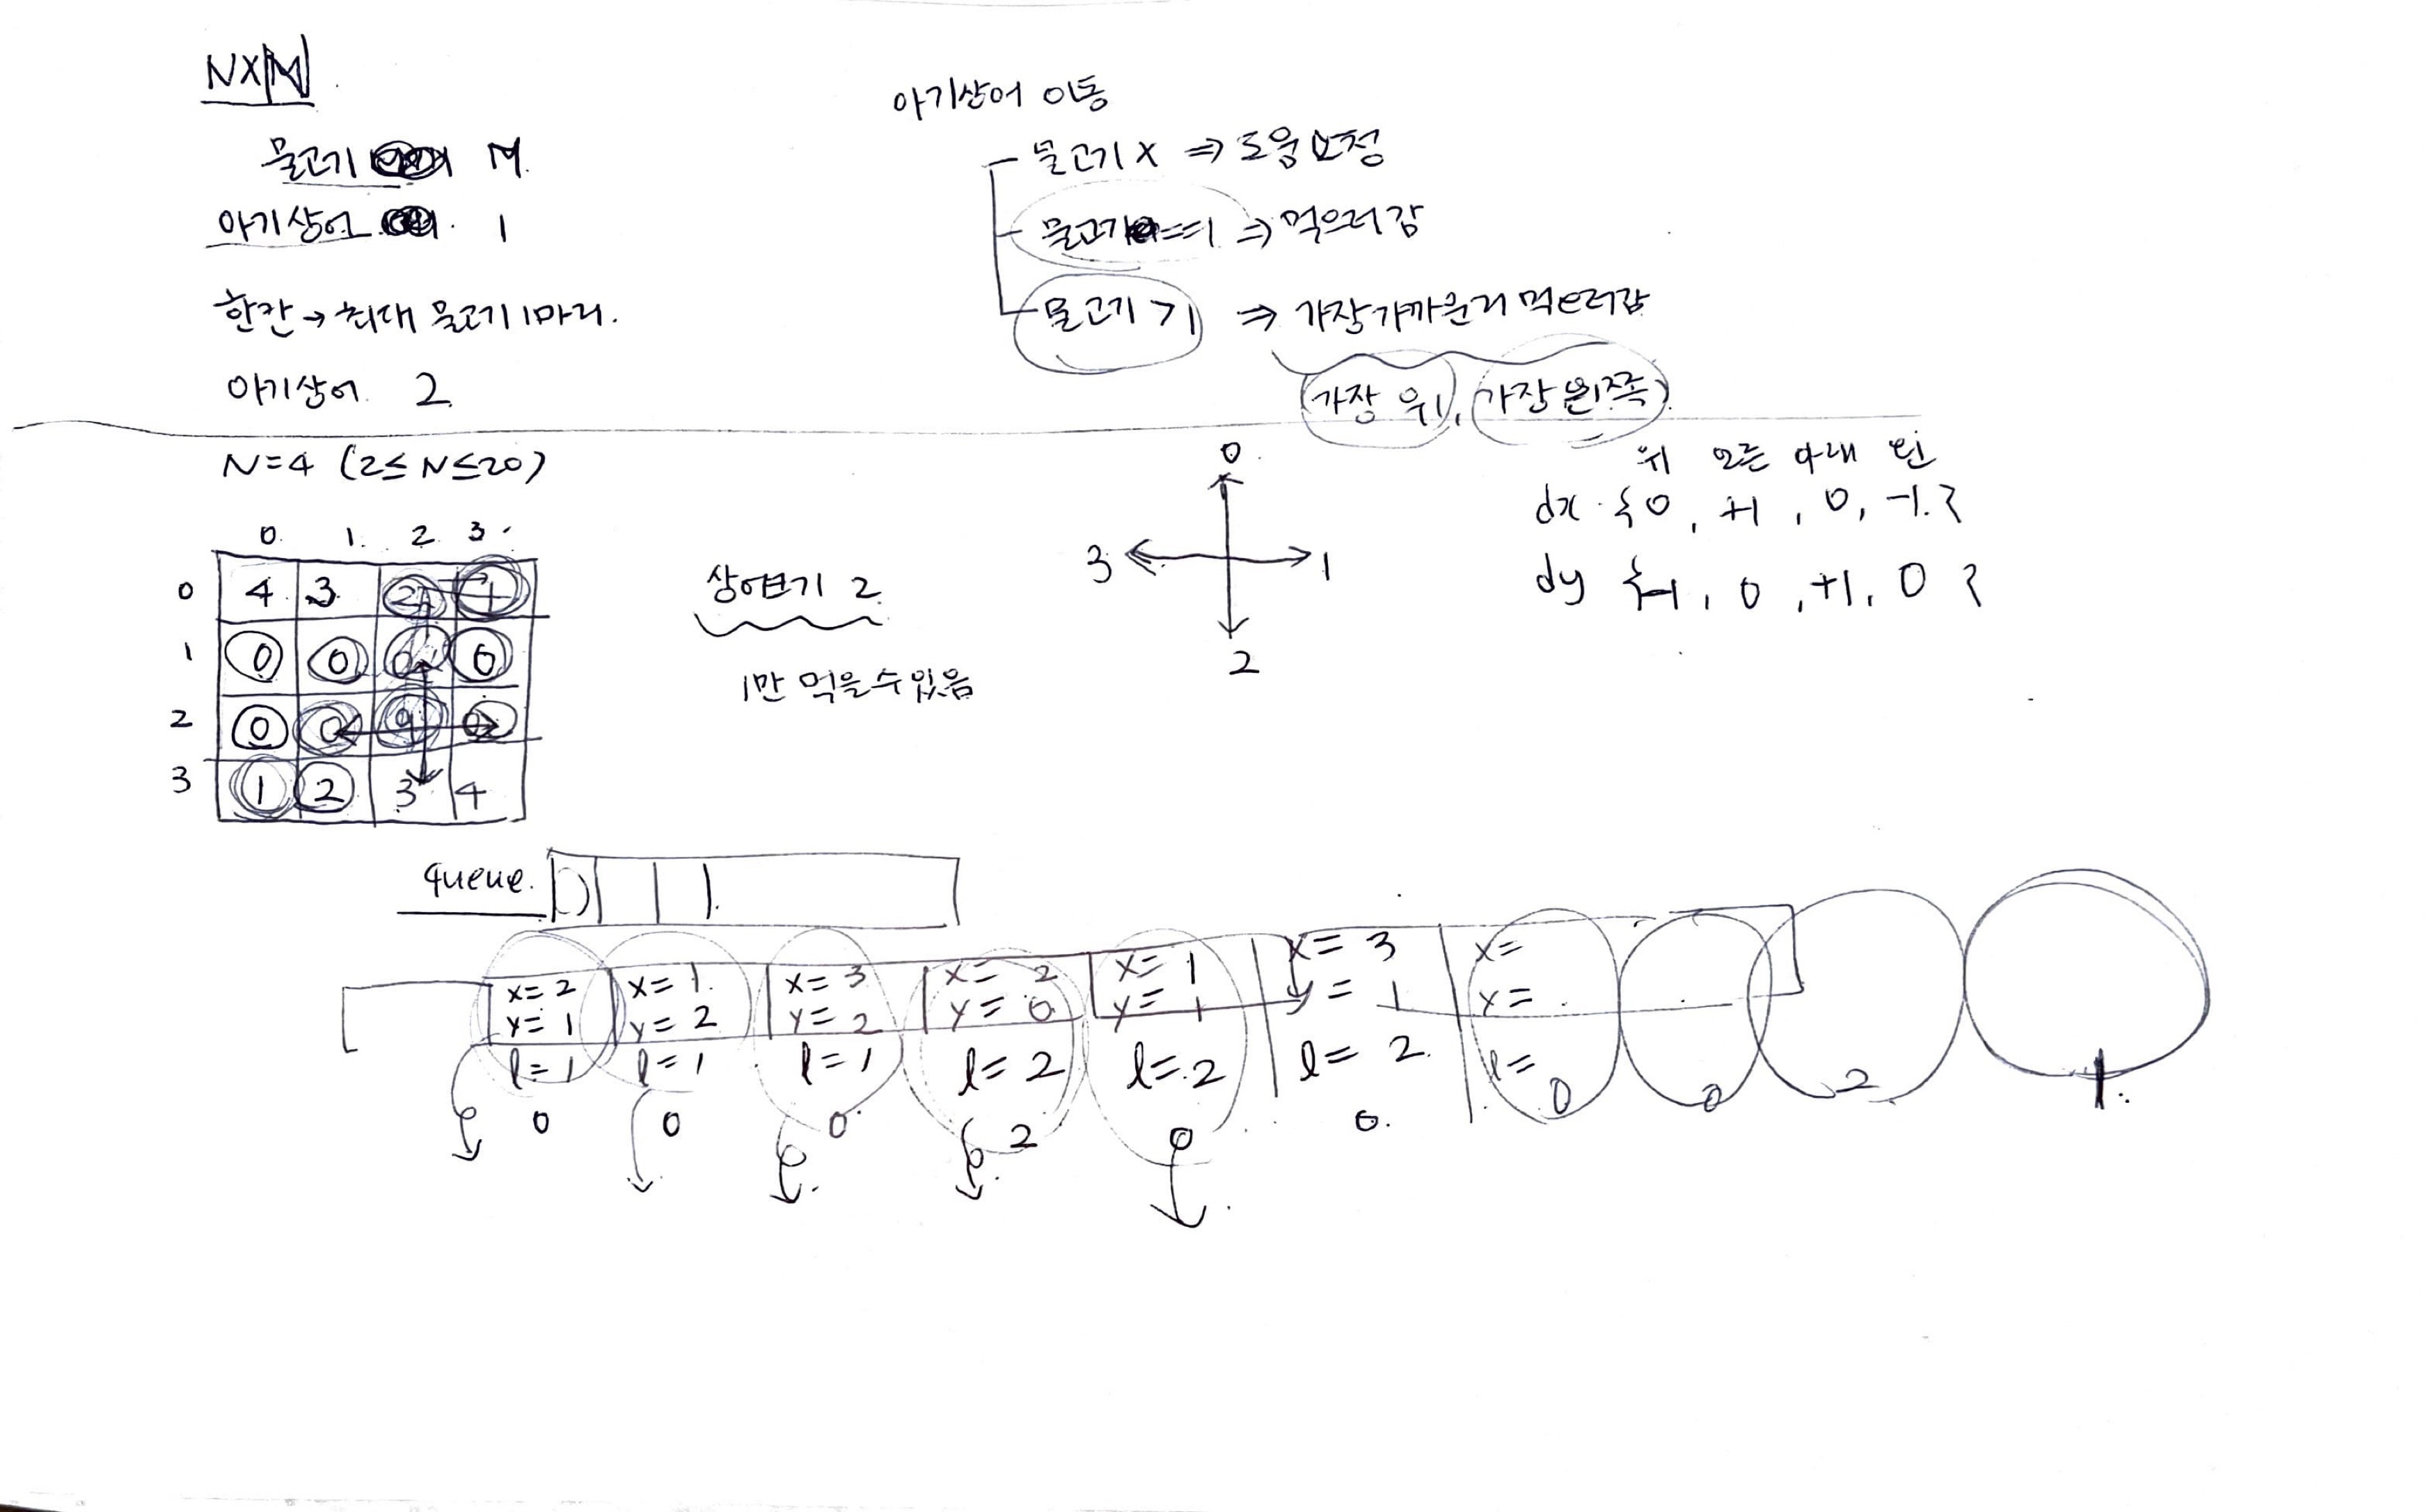 N×N
물고기 M
아기상어 1
한칸 → 최대 물고기 1마리.
아기상어 2
아기상어 이동
물고기 X ⇒ 도움요청
물고기 == 1 ⇒ 먹으러감
물고기 > 1 ⇒ 가장가까운거 먹으러감
가장 위, 가장 왼쪽
N=4 (2≤N≤20)
0 1 2 3
0 4 3 2 1
1 0 0 0 0
2 0 0 9 0
3 1 2 3 4
상어크기 2
1만 먹을수있음
0
3 1
2
위 오른 아래 왼
dx {0, +1, 0, -1}
dy {-1, 0, +1, 0}
queue.
x=2 x=1 x=3 x=2 x=1 x=3 x=
y=1 y=2 y=2 y=0 y=1 y=1 y=
l=1 l=1 l=1 l=2 l=2 l=2 l=
0 0 0 2 0 0 0 0 2 1